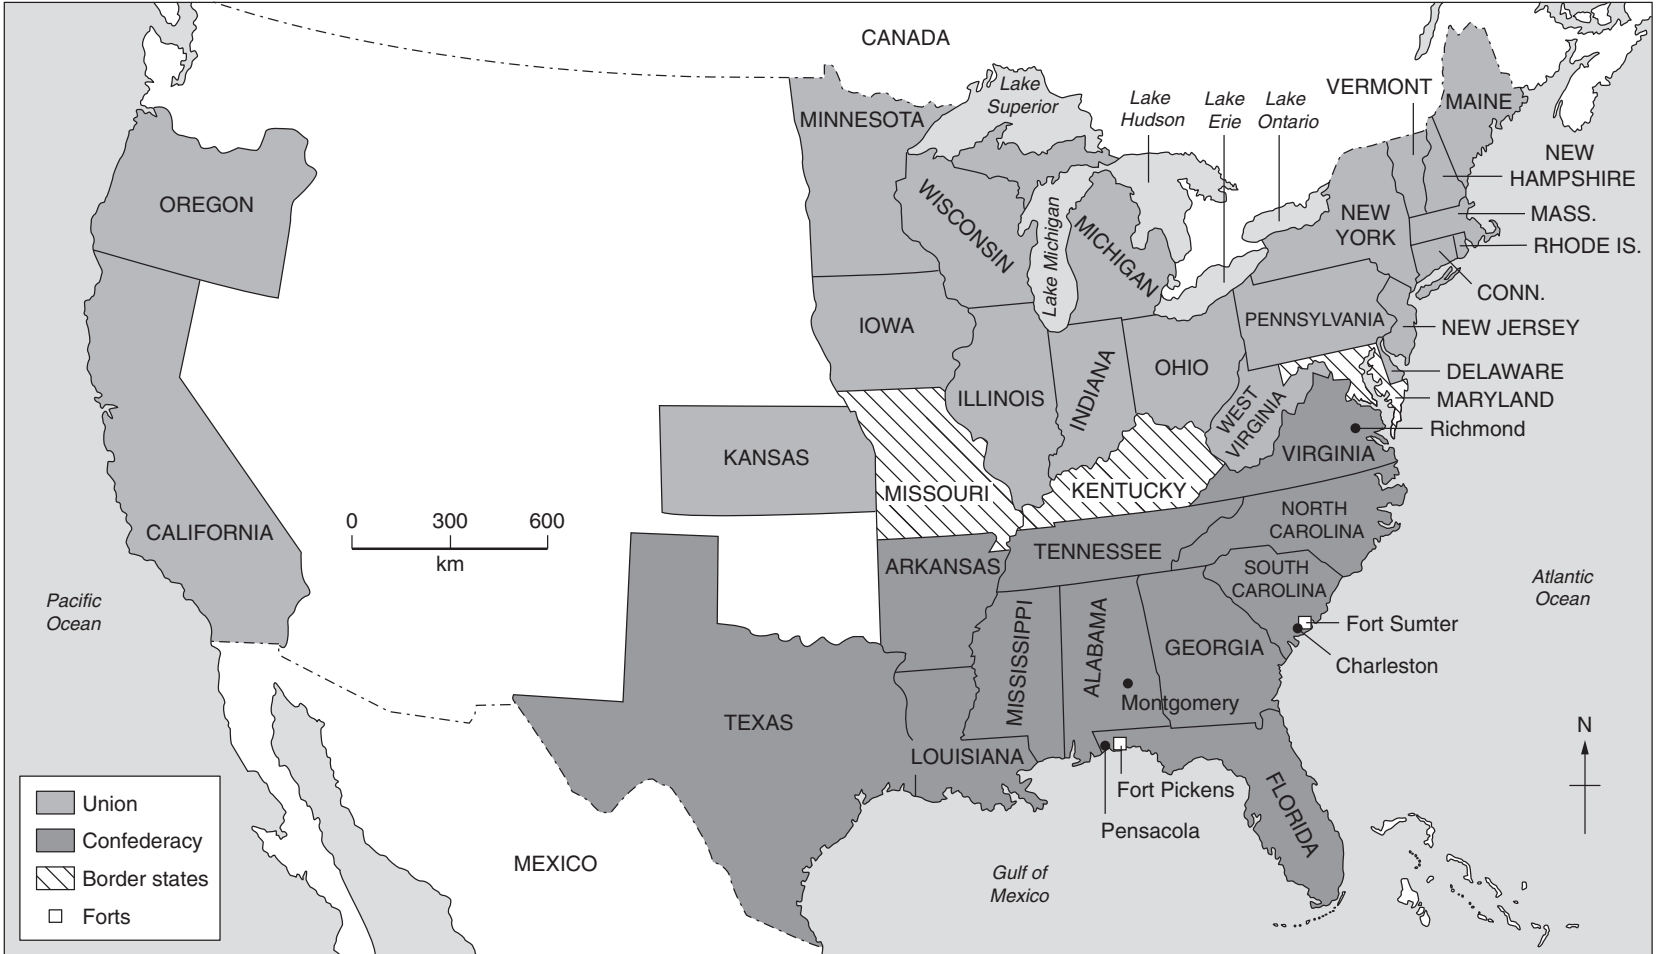 CANADA
Lake
Superior
Lake
Hudson
Lake
Erie
Lake
Ontario
VERMONT
MAINE
MINNESOTA
NEW
HAMPSHIRE
OREGON
WISCONSIN
Lake Michigan
MICHIGAN
NEW
YORK
MASS.
RHODE IS.
CONN.
IOWA
PENNSYLVANIA
NEW JERSEY
ILLINOIS
INDIANA
OHIO
DELAWARE
MARYLAND
WEST
VIRGINIA
Richmond
KANSAS
VIRGINIA
MISSOURI
KENTUCKY
CALIFORNIA
0 300 600
km
NORTH
CAROLINA
TENNESSEE
ARKANSAS
SOUTH
CAROLINA
Pacific
Ocean
Atlantic
Ocean
MISSISSIPPI
ALABAMA
GEORGIA
Fort Sumter
Charleston
Montgomery
TEXAS
LOUISIANA
N
Fort Pickens
Pensacola
FLORIDA
MEXICO
Gulf of
Mexico
Union
Confederacy
Border states
Forts